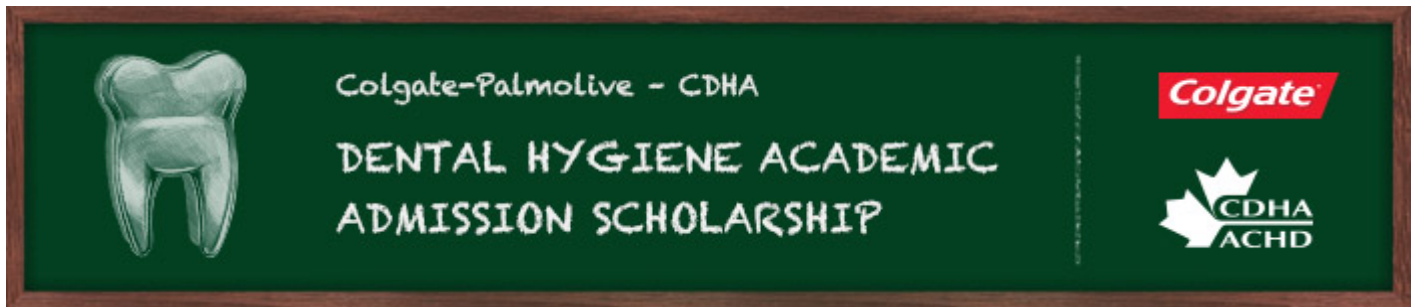 Colgate-Palmolive - CDHA
DENTAL HYGIENE ACADEMIC
ADMISSION SCHOLARSHIP
Colgate
CDHA
ACHD